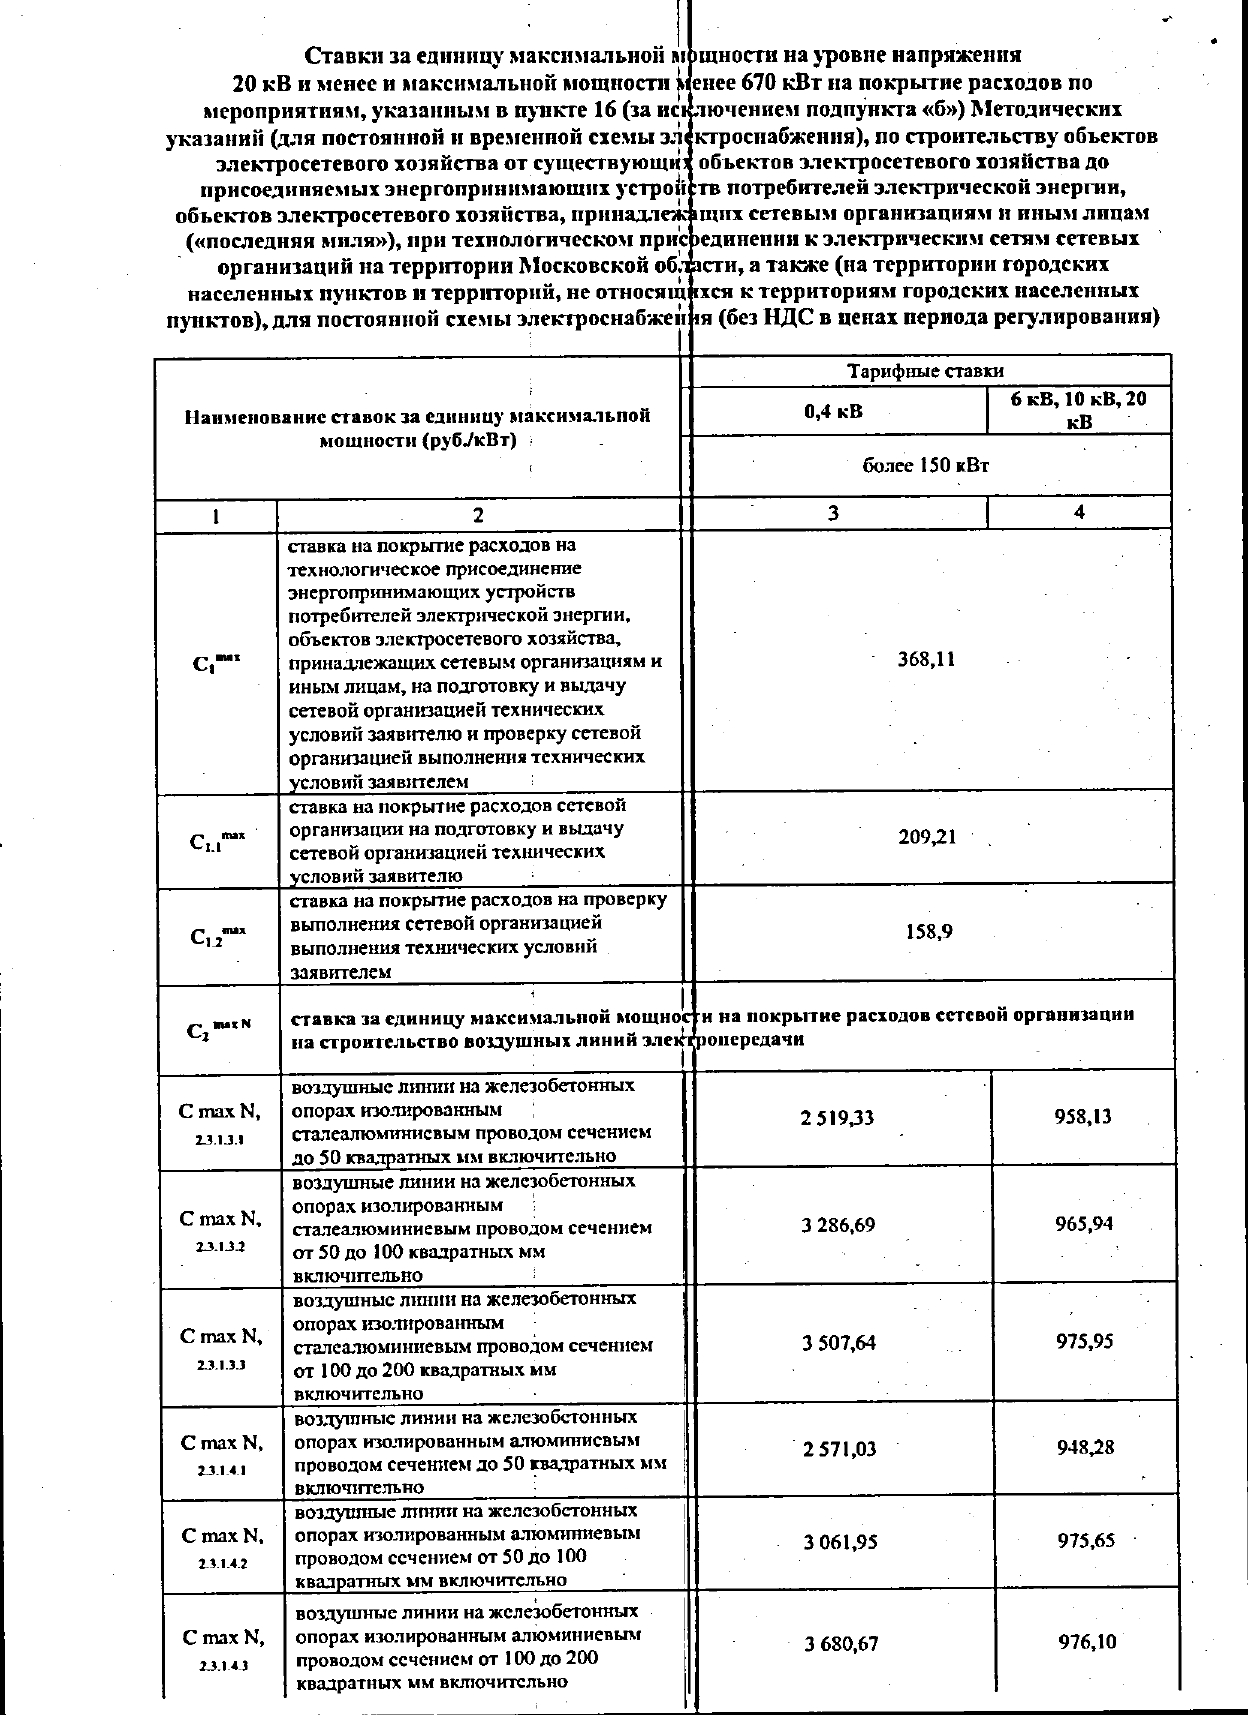 Ставки за единицу максимальной мощности на уровне напряжения
20 кВ и менее и максимальной мощности менее 670 кВт на покрытие расходов по
мероприятиям, указанным в пункте 16 (за исключением подпункта «б») Методических
указаний (для постоянной и временной схемы электроснабжения), по строительству объектов
электросетевого хозяйства от существующих объектов электросетевого хозяйства до
присоединяемых энергопринимающих устройств потребителей электрической энергии,
объектов электросетевого хозяйства, принадлежащих сетевым организациям и иным лицам
(«последняя миля»), при технологическом присоединении к электрическим сетям сетевых
организаций на территории Московской области, а также (на территории городских
населенных пунктов и территорий, не относящихся к территориям городских населенных
пунктов), для постоянной схемы электроснабжения (без НДС в ценах периода регулирования)
Наименование ставок за единицу максимальной
мощности (руб./кВт)
Тарифные ставки
0,4 кВ
6 кВ, 10 кВ, 20
кВ
более 150 кВт
1 2 3 4
C1 max
ставка на покрытие расходов на
технологическое присоединение
энергопринимающих устройств
потребителей электрической энергии,
объектов электросетевого хозяйства,
принадлежащих сетевым организациям и
иным лицам, на подготовку и выдачу
сетевой организацией технических
условий заявителю и проверку сетевой
организацией выполнения технических
условий заявителем
368,11
C1.1 max
ставка на покрытие расходов сетевой
организации на подготовку и выдачу
сетевой организацией технических
условий заявителю
209,21
C1.2 max
ставка на покрытие расходов на проверку
выполнения сетевой организацией
выполнения технических условий
заявителем
158,9
C2 max N
ставка за единицу максимальной мощности на покрытие расходов сетевой организации
на строительство воздушных линий электропередачи
C max N,
2.3.1.3.1
воздушные линии на железобетонных
опорах изолированным
сталеалюминиевым проводом сечением
до 50 квадратных мм включительно
2 519,33
958,13
C max N,
2.3.1.3.2
воздушные линии на железобетонных
опорах изолированным
сталеалюминиевым проводом сечением
от 50 до 100 квадратных мм
включительно
3 286,69
965,94
C max N,
2.3.1.3.3
воздушные линии на железобетонных
опорах изолированным
сталеалюминиевым проводом сечением
от 100 до 200 квадратных мм
включительно
3 507,64
975,95
C max N,
2.3.1.4.1
воздушные линии на железобетонных
опорах изолированным алюминиевым
проводом сечением до 50 квадратных мм
включительно
2 571,03
948,28
C max N,
2.3.1.4.2
воздушные линии на железобетонных
опорах изолированным алюминиевым
проводом сечением от 50 до 100
квадратных мм включительно
3 061,95
975,65
C max N,
2.3.1.4.3
воздушные линии на железобетонных
опорах изолированным алюминиевым
проводом сечением от 100 до 200
квадратных мм включительно
3 680,67
976,10